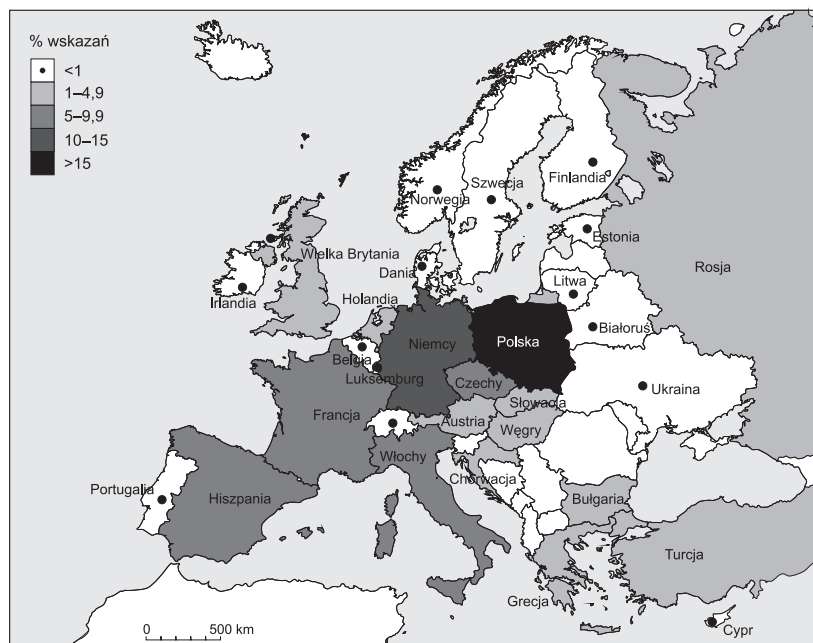 % wskazań
<1
1–4,9
5–9,9
10–15
>15
Finlandia
Szwecja
Norwegia
Estonia
Wielka Brytania
Dania
Rosja
Litwa
Irlandia
Holandia
Białoruś
Polska
Niemcy
Belgia
Luksemburg
Czechy
Ukraina
Słowacja
Francja
Austria
Węgry
Włochy
Chorwacja
Portugalia
Hiszpania
Bułgaria
Turcja
Grecja
Cypr
0 500 km